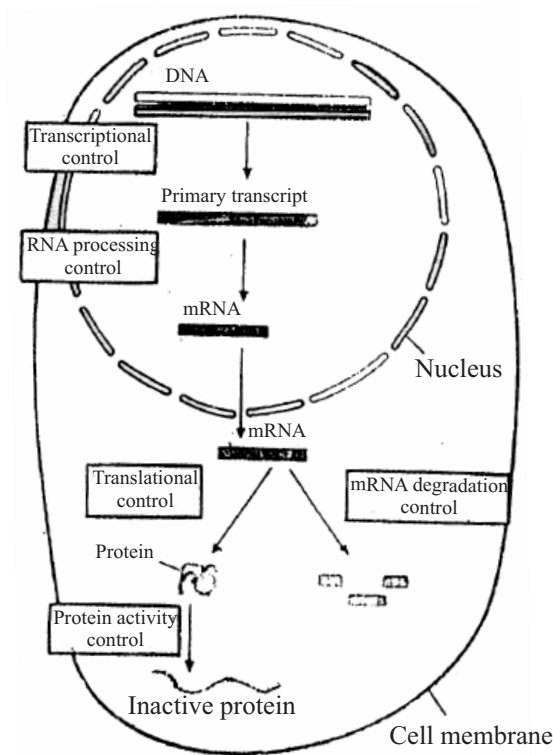 DNA
Transcriptional
control
Primary transcript
RNA processing
control
mRNA
Nucleus
mRNA
Translational
control
mRNA degradation
control
Protein
Protein activity
control
Inactive protein
Cell membrane